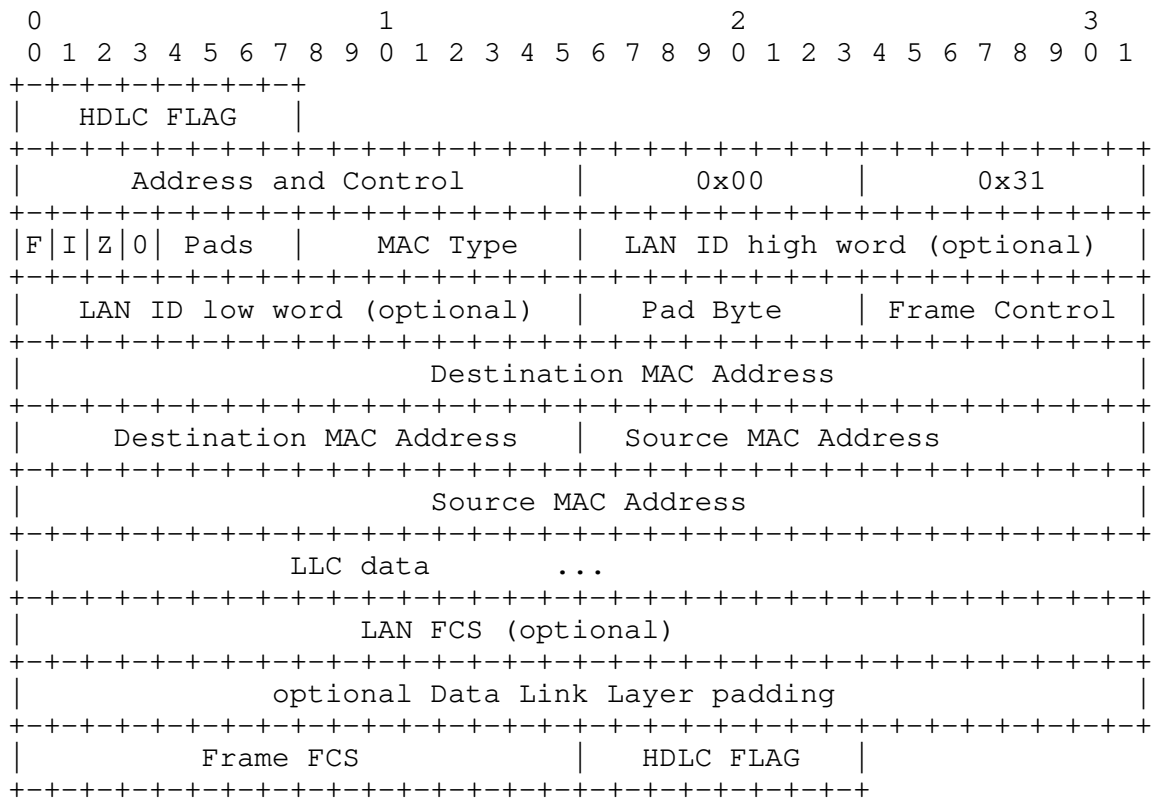 0                   1                   2                   3
 0 1 2 3 4 5 6 7 8 9 0 1 2 3 4 5 6 7 8 9 0 1 2 3 4 5 6 7 8 9 0 1
+-+-+-+-+-+-+-+-+
|   HDLC FLAG   |
+-+-+-+-+-+-+-+-+-+-+-+-+-+-+-+-+-+-+-+-+-+-+-+-+-+-+-+-+-+-+-+-+
|      Address and Control      |      0x00     |      0x31     |
+-+-+-+-+-+-+-+-+-+-+-+-+-+-+-+-+-+-+-+-+-+-+-+-+-+-+-+-+-+-+-+-+
|F|I|Z|0| Pads  |    MAC Type   |  LAN ID high word (optional)  |
+-+-+-+-+-+-+-+-+-+-+-+-+-+-+-+-+-+-+-+-+-+-+-+-+-+-+-+-+-+-+-+-+
|   LAN ID low word (optional)  |   Pad Byte    | Frame Control |
+-+-+-+-+-+-+-+-+-+-+-+-+-+-+-+-+-+-+-+-+-+-+-+-+-+-+-+-+-+-+-+-+
|                       Destination MAC Address                 |
+-+-+-+-+-+-+-+-+-+-+-+-+-+-+-+-+-+-+-+-+-+-+-+-+-+-+-+-+-+-+-+-+
|     Destination MAC Address   |  Source MAC Address           |
+-+-+-+-+-+-+-+-+-+-+-+-+-+-+-+-+-+-+-+-+-+-+-+-+-+-+-+-+-+-+-+-+
|                       Source MAC Address                      |
+-+-+-+-+-+-+-+-+-+-+-+-+-+-+-+-+-+-+-+-+-+-+-+-+-+-+-+-+-+-+-+-+
|               LLC data       ...
+-+-+-+-+-+-+-+-+-+-+-+-+-+-+-+-+-+-+-+-+-+-+-+-+-+-+-+-+-+-+-+-+
|                   LAN FCS (optional)                          |
+-+-+-+-+-+-+-+-+-+-+-+-+-+-+-+-+-+-+-+-+-+-+-+-+-+-+-+-+-+-+-+-+
|              optional Data Link Layer padding                 |
+-+-+-+-+-+-+-+-+-+-+-+-+-+-+-+-+-+-+-+-+-+-+-+-+-+-+-+-+-+-+-+-+
|          Frame FCS            |   HDLC FLAG   |
+-+-+-+-+-+-+-+-+-+-+-+-+-+-+-+-+-+-+-+-+-+-+-+-+